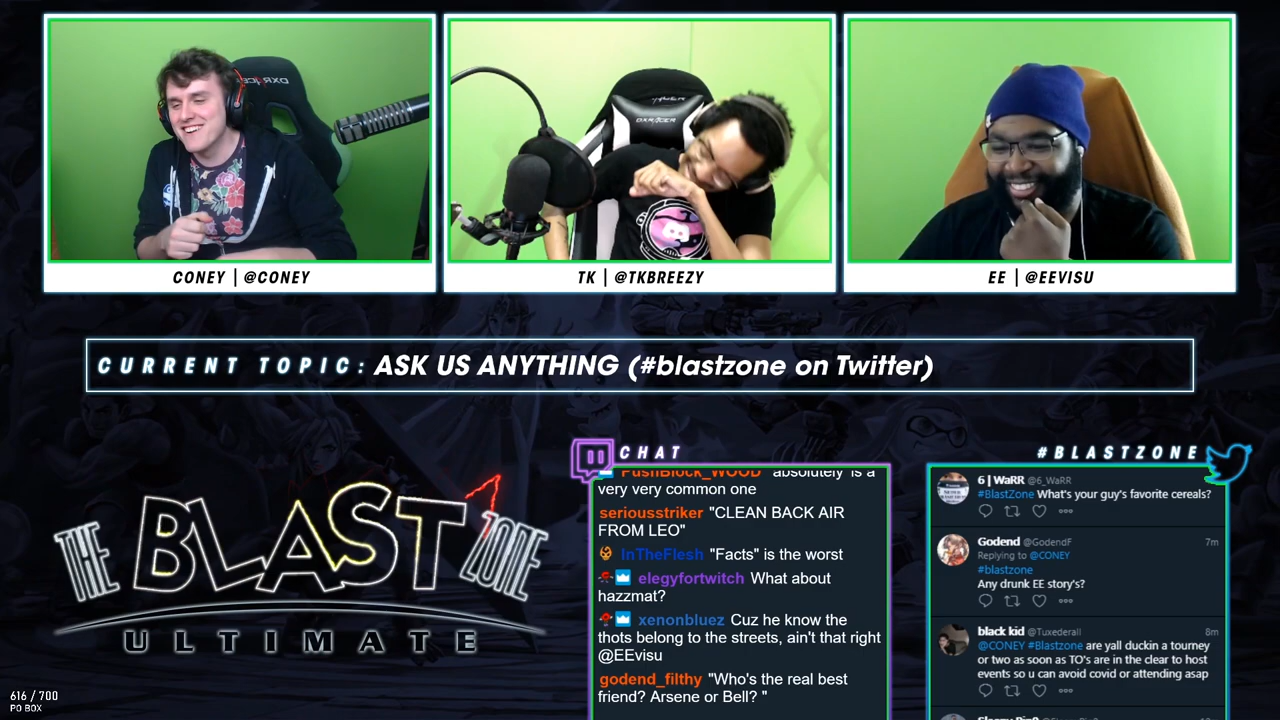 DXRACER
DXRACER
CONEY | @CONEY
TK | @TKBREEZY
EE | @EEVISU
CURRENT TOPIC: ASK US ANYTHING (#blastzone on Twitter)
THE BLAST ZONE
ULTIMATE
616 / 700
PO BOX
CHAT
PushBlock_WOOD "absolutely" is a
very very common one
seriousstriker "CLEAN BACK AIR
FROM LEO"
InTheFlesh "Facts" is the worst
elegyfortwitch What about
hazzmat?
xenonbluez Cuz he know the
thots belong to the streets, ain't that right
@EEvisu
godend_filthy "Who's the real best
friend? Arsene or Bell? "
#BLASTZONE
6 | WaRR @6_WaRR
#BlastZone What's your guy's favorite cereals?
Godend @GodendF 7m
Replying to @CONEY
#blastzone
Any drunk EE story's?
black kid @Tuxederall 8m
@CONEY #Blastzone are yall duckin a tourney
or two as soon as TO's are in the clear to host
events so u can avoid covid or attending asap